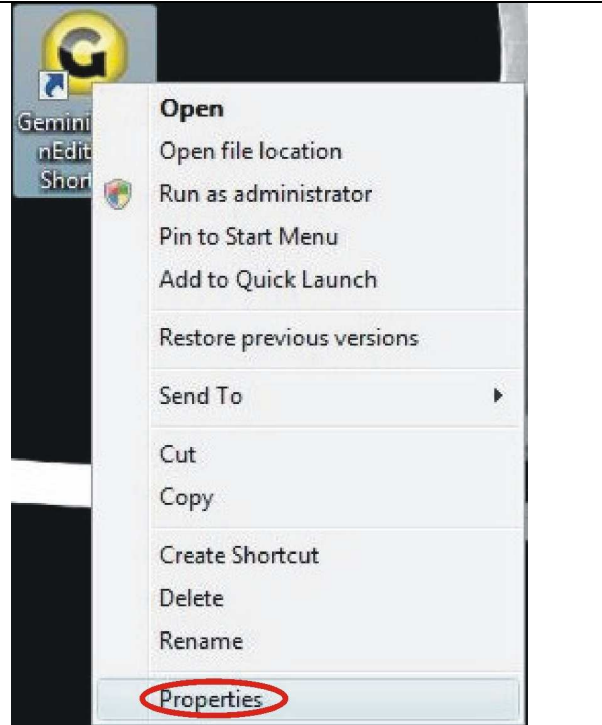 Gemini
nEdit
Short
Open
Open file location
Run as administrator
Pin to Start Menu
Add to Quick Launch
Restore previous versions
Send To
Cut
Copy
Create Shortcut
Delete
Rename
Properties